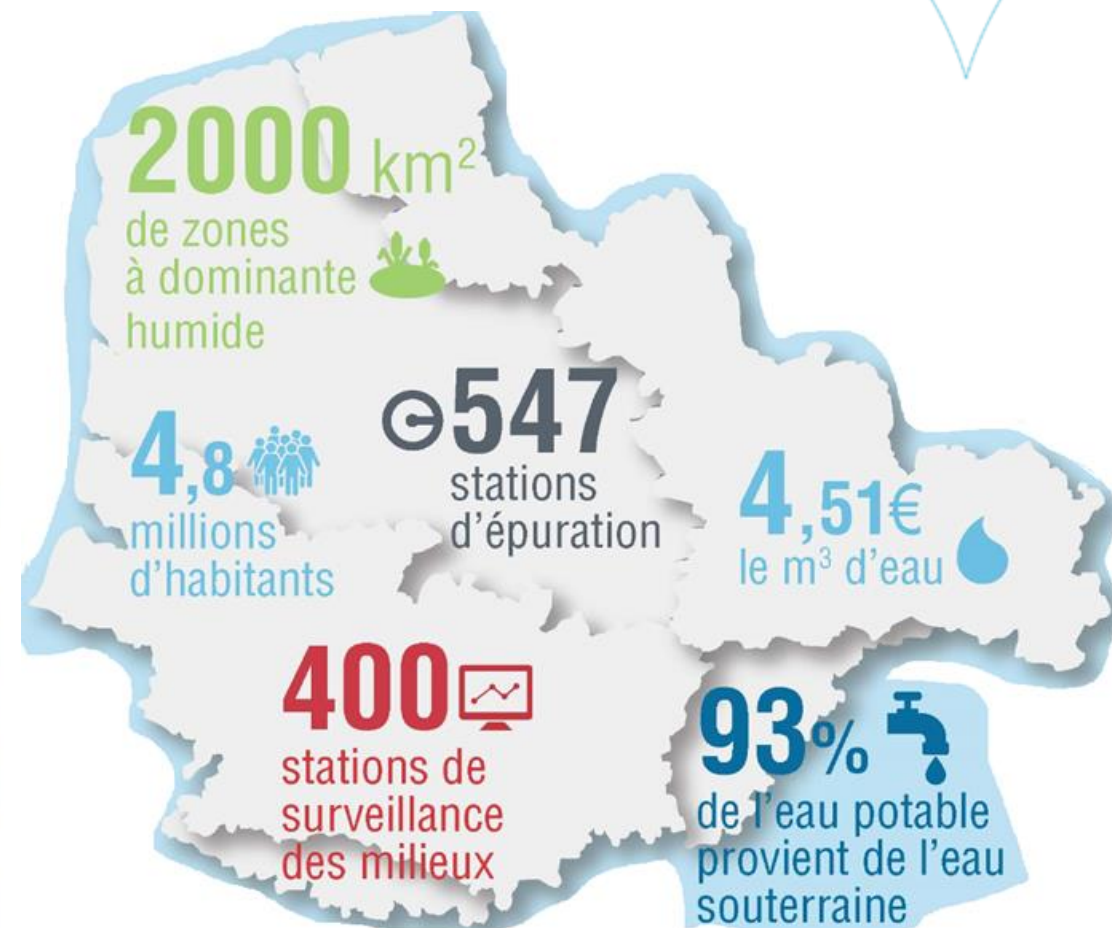 2000 km²
de zones
à dominante
humide
4,8
millions
d'habitants
547
stations
d'épuration
4,51€
le m³ d'eau
400
stations de
surveillance
des milieux
93%
de l'eau potable
provient de l'eau
souterraine